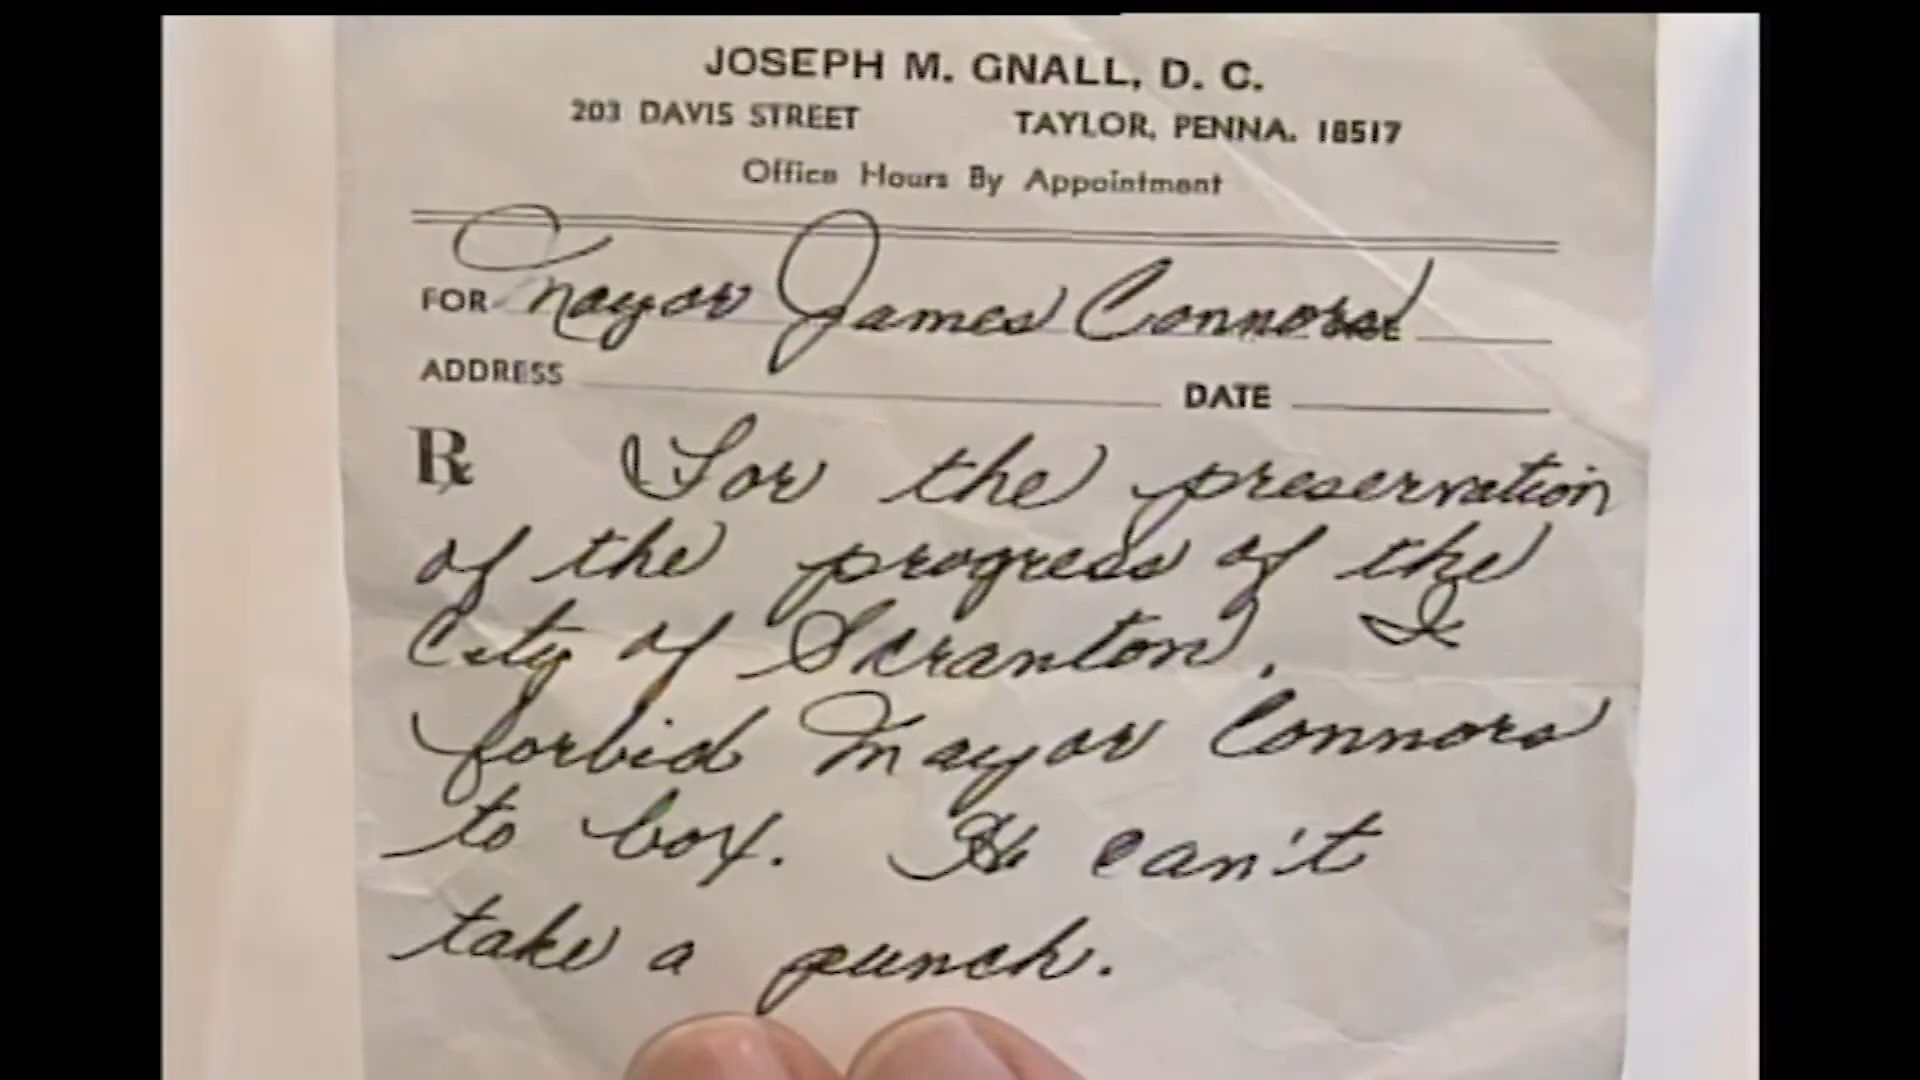 JOSEPH M. GNALL, D. C.
203 DAVIS STREET TAYLOR, PENNA. 18517
Office Hours By Appointment
FOR Mayor James Connors
ADDRESS DATE
Rx For the preservation
of the progress of the
City of Scranton, I
forbid Mayor Connors
to box. He can't
take a punch.